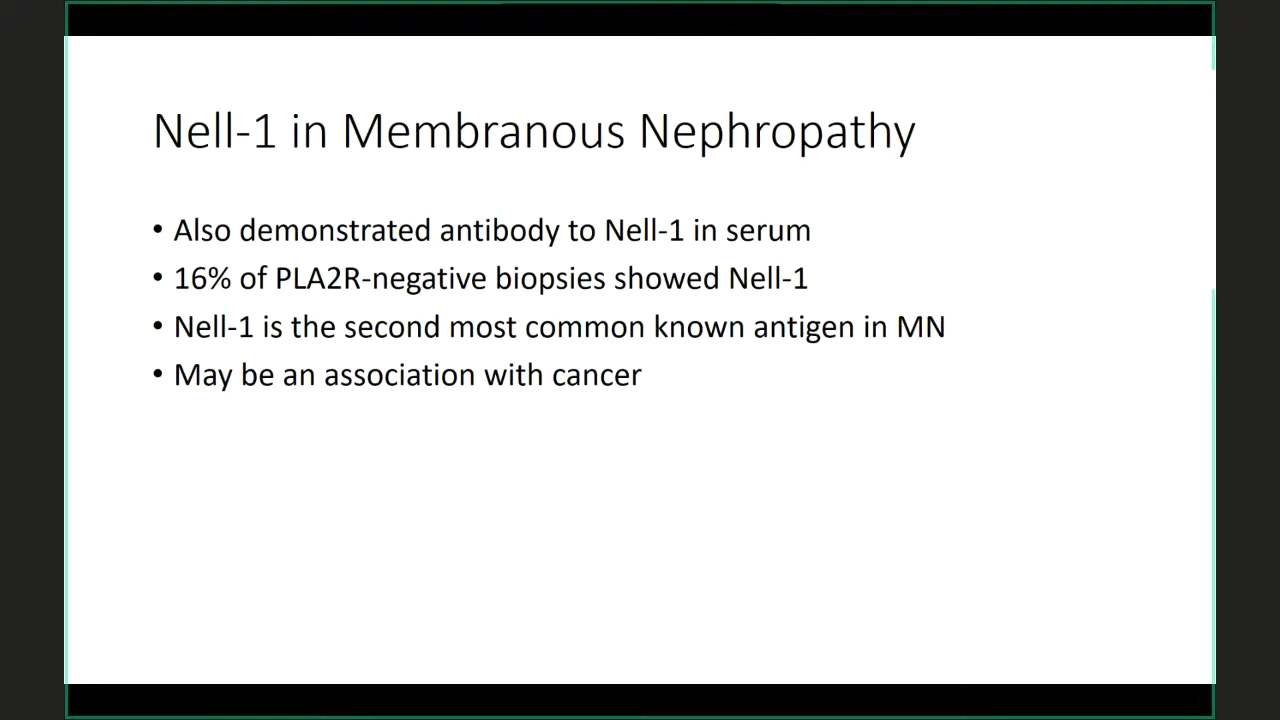 Nell-1 in Membranous Nephropathy
• Also demonstrated antibody to Nell-1 in serum
• 16% of PLA2R-negative biopsies showed Nell-1
• Nell-1 is the second most common known antigen in MN
• May be an association with cancer